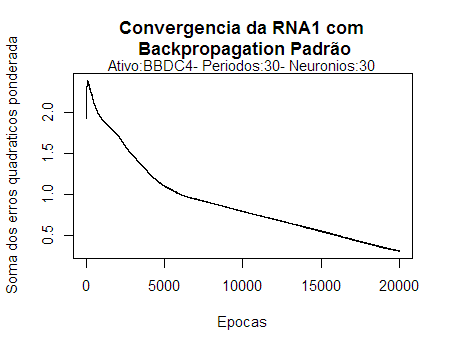 Convergencia da RNA1 com
Backpropagation Padrão
Ativo:BBDC4- Periodos:30- Neuronios:30
Soma dos erros quadraticos ponderada
2.0
1.5
1.0
0.5
0 5000 10000 15000 20000
Epocas